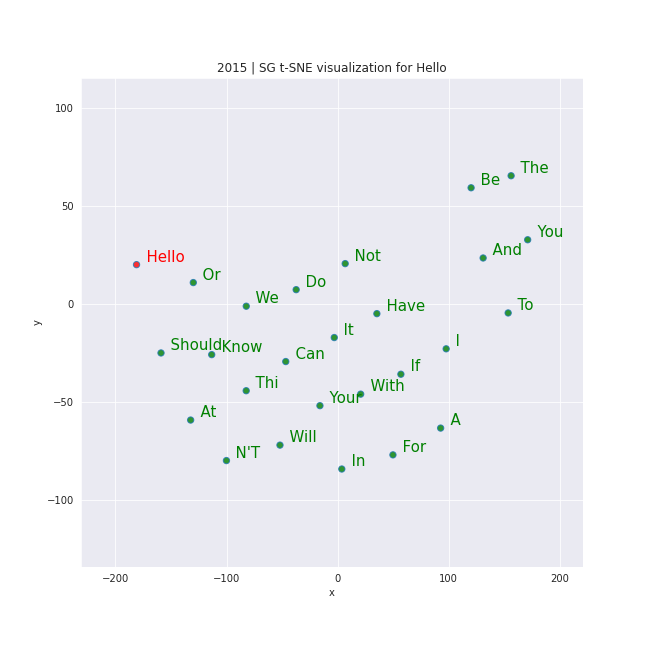 2015 | SG t-SNE visualization for Hello
100
50
0
−50
−100
y
The
Be
You
And
Not
Hello
Or
Do
We
Have
To
It
Should
Know
Can
I
If
Thi
With
Your
At
A
Will
For
N'T
In
−200
−100
0
100
200
x